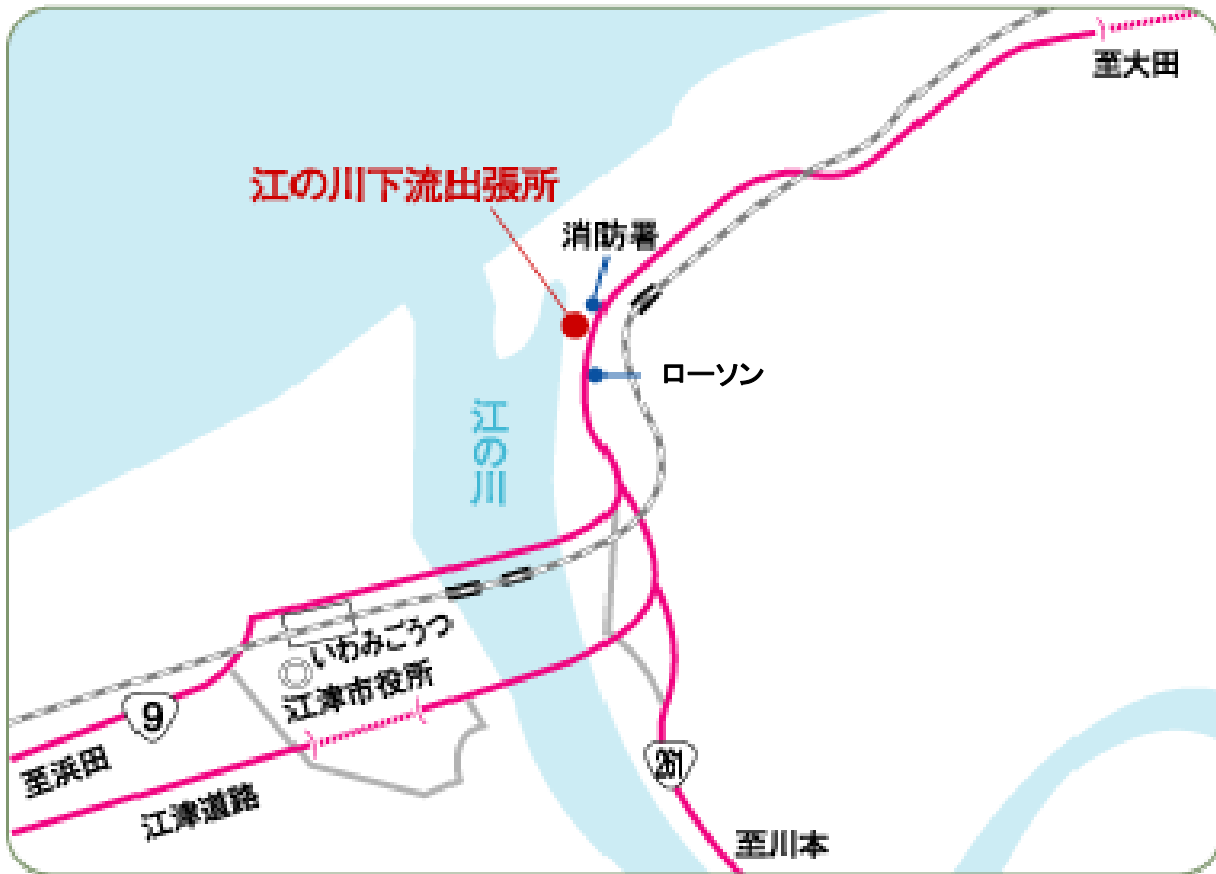 至大田
江の川下流出張所
消防署
ローソン
江の川
いわみごうつ
江津市役所
9
至浜田
江津道路
261
至川本